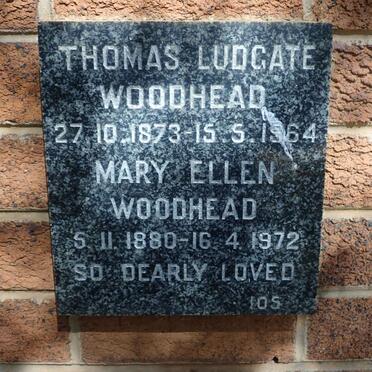 THOMAS LUDGATE
WOODHEAD
27.10.1873-15.5.1964
MARY ELLEN
WOODHEAD
5.11.1880-16.4.1972
SO DEARLY LOVED
105